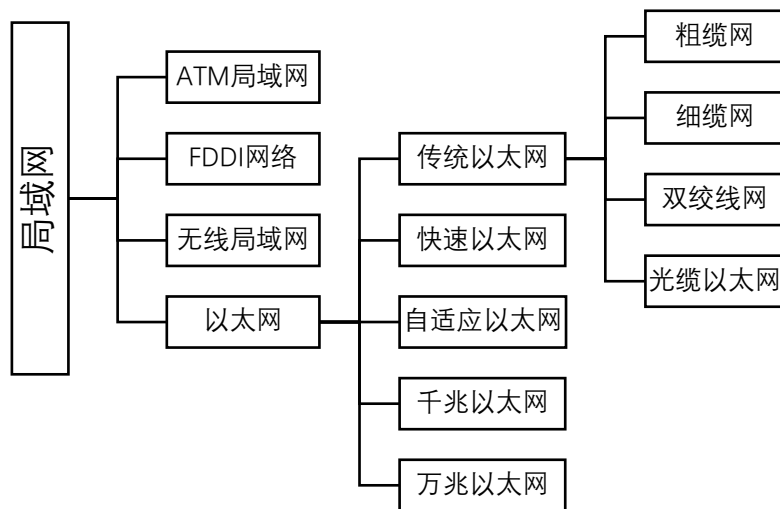 局域网
ATM局域网
FDDI网络
无线局域网
以太网
传统以太网
快速以太网
自适应以太网
千兆以太网
万兆以太网
粗缆网
细缆网
双绞线网
光缆以太网